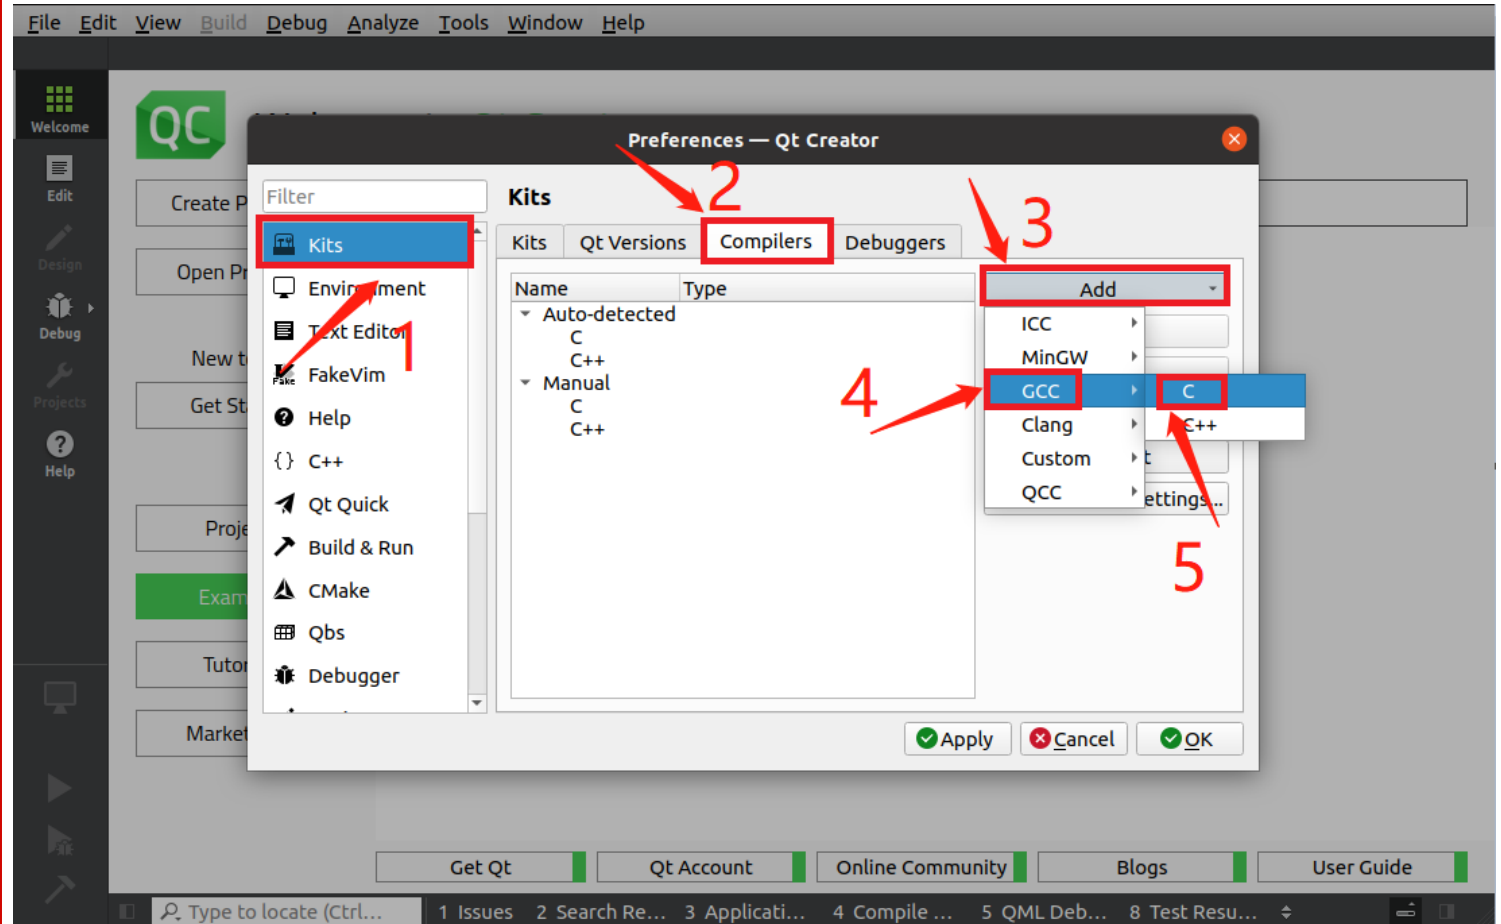 File Edit View Build Debug Analyze Tools Window Help
Welcome
Edit
Design
Debug
Projects
Help
QC
Create P
Open Pr
New t
Get St
Proje
Exam
Tutor
Market
Preferences — Qt Creator
Filter
Kits
Environment
Text Editor
FakeVim
Fake
Help
{} C++
Qt Quick
Build & Run
CMake
Qbs
Debugger
Kits
Kits Qt Versions Compilers Debuggers
Name Type
Auto-detected
C
C++
Manual
C
C++
Add
ICC
MinGW
GCC
Clang
Custom
QCC
C
C++
t
ettings...
1
2
3
4
5
Apply Cancel OK
Get Qt Qt Account Online Community Blogs User Guide
Type to locate (Ctrl... 1 Issues 2 Search Re... 3 Applicati... 4 Compile ... 5 QML Deb... 8 Test Resu...